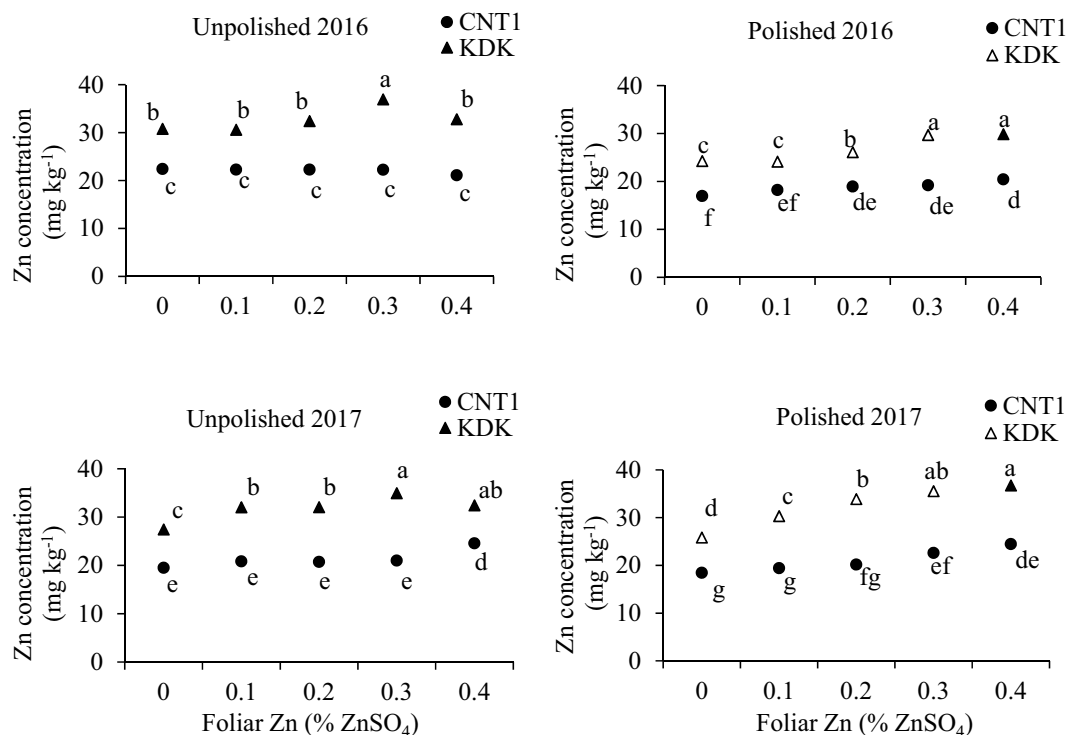 Unpolished 2016
● CNT1
▲ KDK
Zn concentration
(mg kg⁻¹)
40
30
20
10
0
b b b a b
c c c c c
0 0.1 0.2 0.3 0.4
Polished 2016
● CNT1
△ KDK
Zn concentration
(mg kg⁻¹)
40
30
20
10
0
c c b a a
f ef de de d
0 0.1 0.2 0.3 0.4
Unpolished 2017
● CNT1
▲ KDK
Zn concentration
(mg kg⁻¹)
40
30
20
10
0
c b b a ab
e e e e d
0 0.1 0.2 0.3 0.4
Foliar Zn (% ZnSO₄)
Polished 2017
● CNT1
△ KDK
Zn concentration
(mg kg⁻¹)
40
30
20
10
0
d c b ab a
g g fg ef de
0 0.1 0.2 0.3 0.4
Foliar Zn (% ZnSO₄)